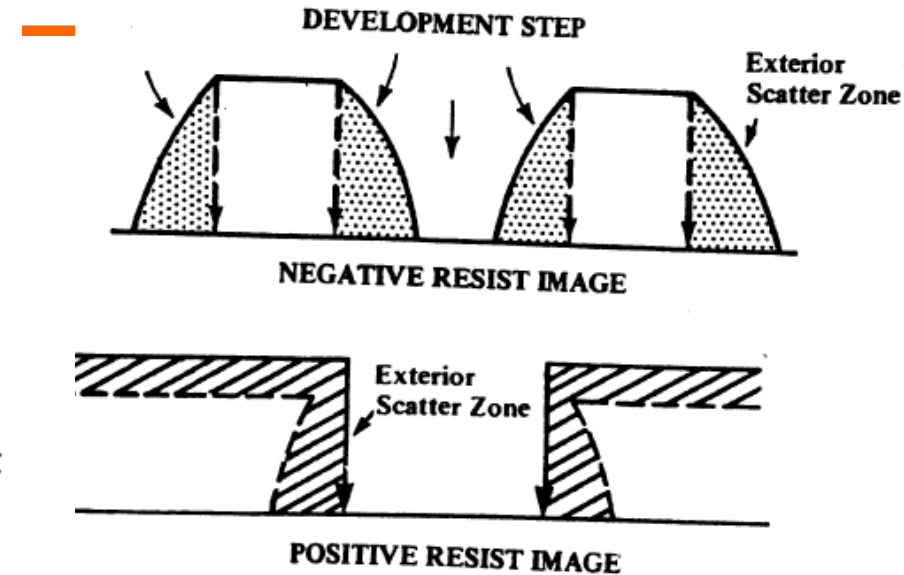 DEVELOPMENT STEP
Exterior
Scatter Zone
NEGATIVE RESIST IMAGE
Exterior
Scatter Zone
POSITIVE RESIST IMAGE